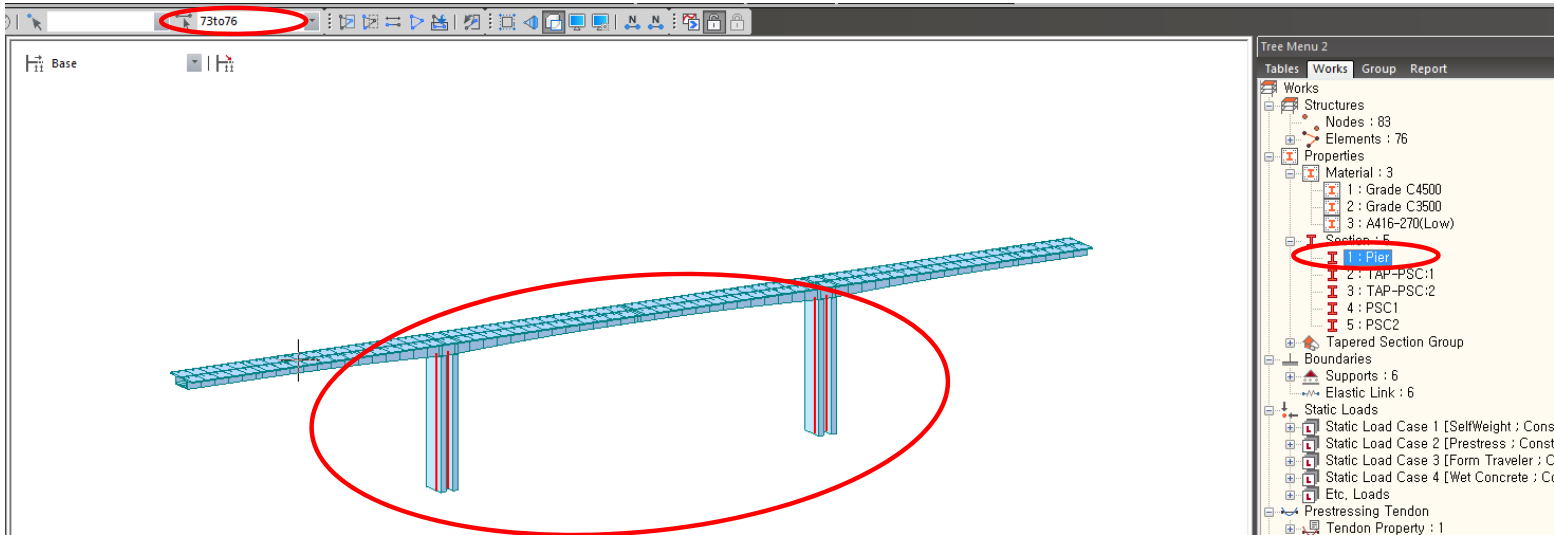 73to76
N N
Base
Tree Menu 2
Tables Works Group Report
Works
Structures
Nodes : 83
Elements : 76
Properties
Material : 3
1 : Grade C4500
2 : Grade C3500
3 : A416-270(Low)
Section : 5
1 : Pier
2 : TAP-PSC:1
3 : TAP-PSC:2
4 : PSC1
5 : PSC2
Tapered Section Group
Boundaries
Supports : 6
Elastic Link : 6
Static Loads
Static Load Case 1 [SelfWeight ; Cons
Static Load Case 2 [Prestress ; Const
Static Load Case 3 [Form Traveler ; C
Static Load Case 4 [Wet Concrete ; Co
Etc, Loads
Prestressing Tendon
Tendon Property : 1